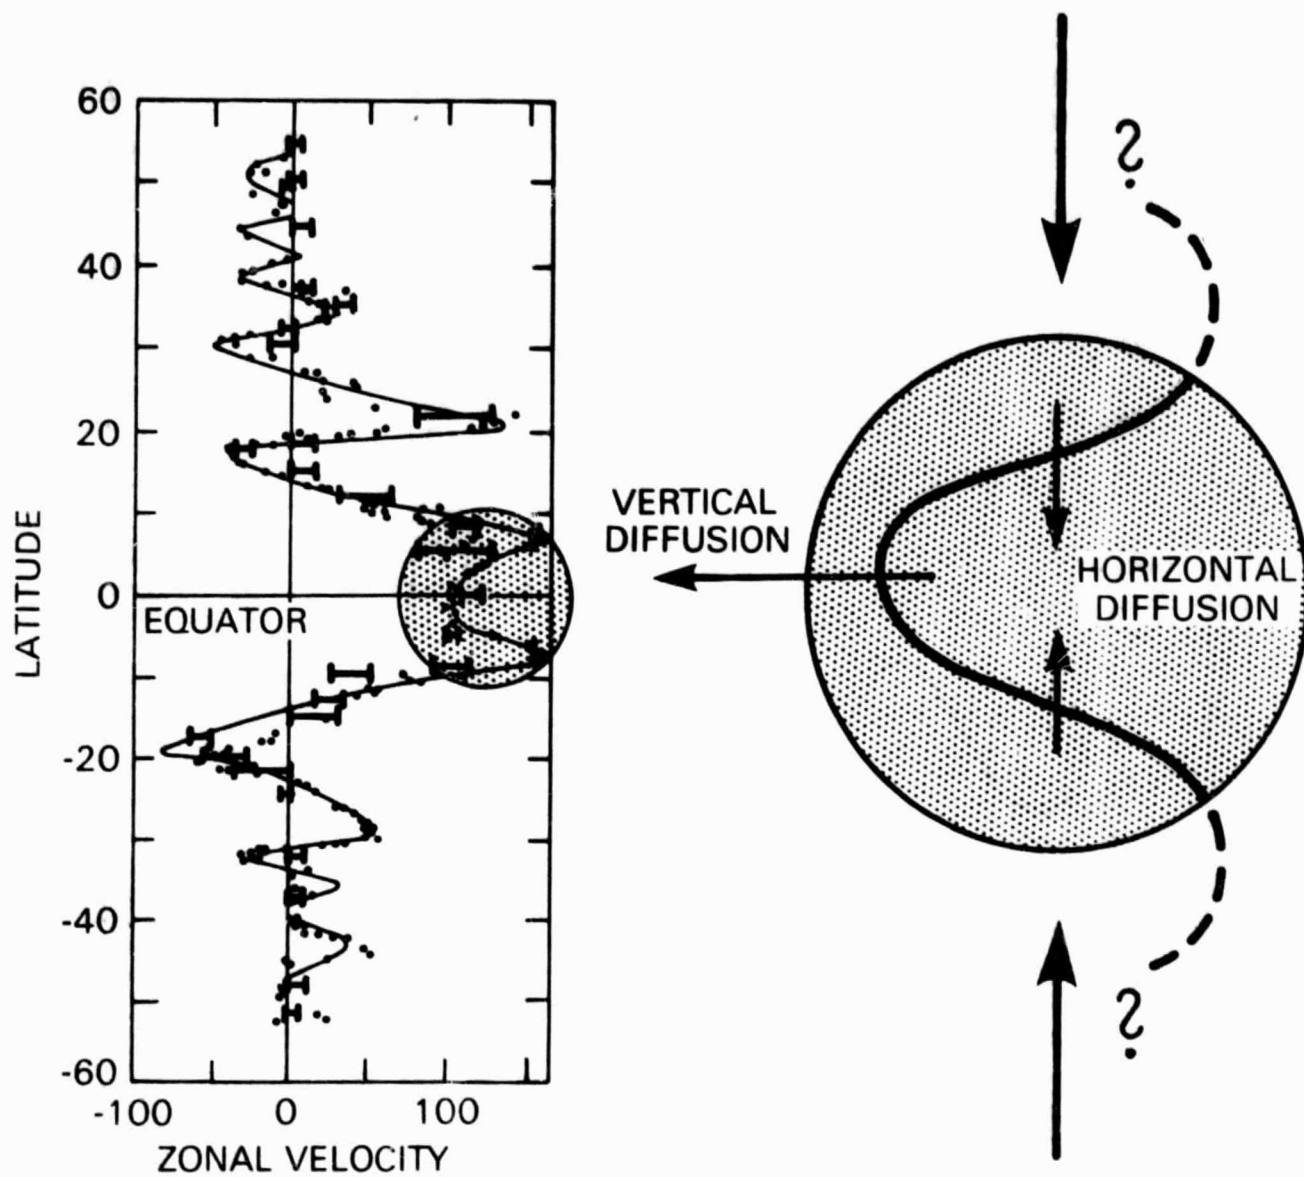 60
40
20
0
-20
-40
-60
LATITUDE
EQUATOR
-100 0 100
ZONAL VELOCITY
?
VERTICAL
DIFFUSION
HORIZONTAL
DIFFUSION
?